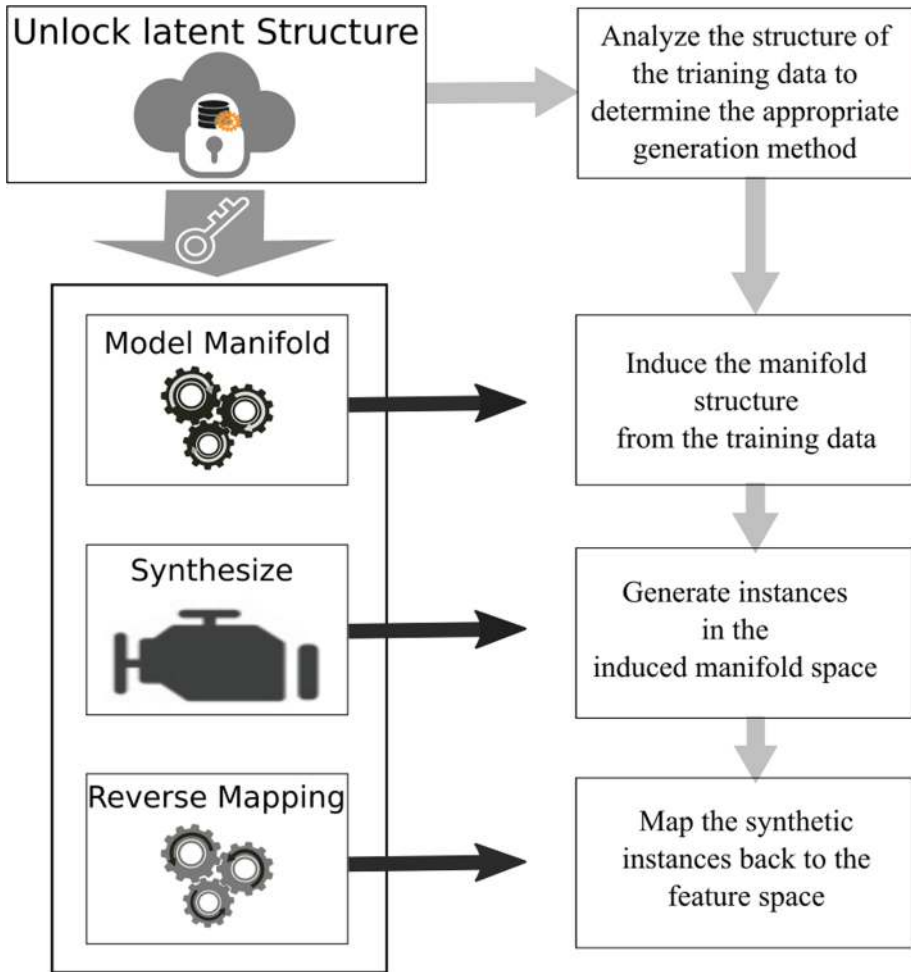 Unlock latent Structure
Analyze the structure of
the trianing data to
determine the appropriate
generation method
Model Manifold
Induce the manifold
structure
from the training data
Synthesize
Generate instances
in the
induced manifold space
Reverse Mapping
Map the synthetic
instances back to the
feature space